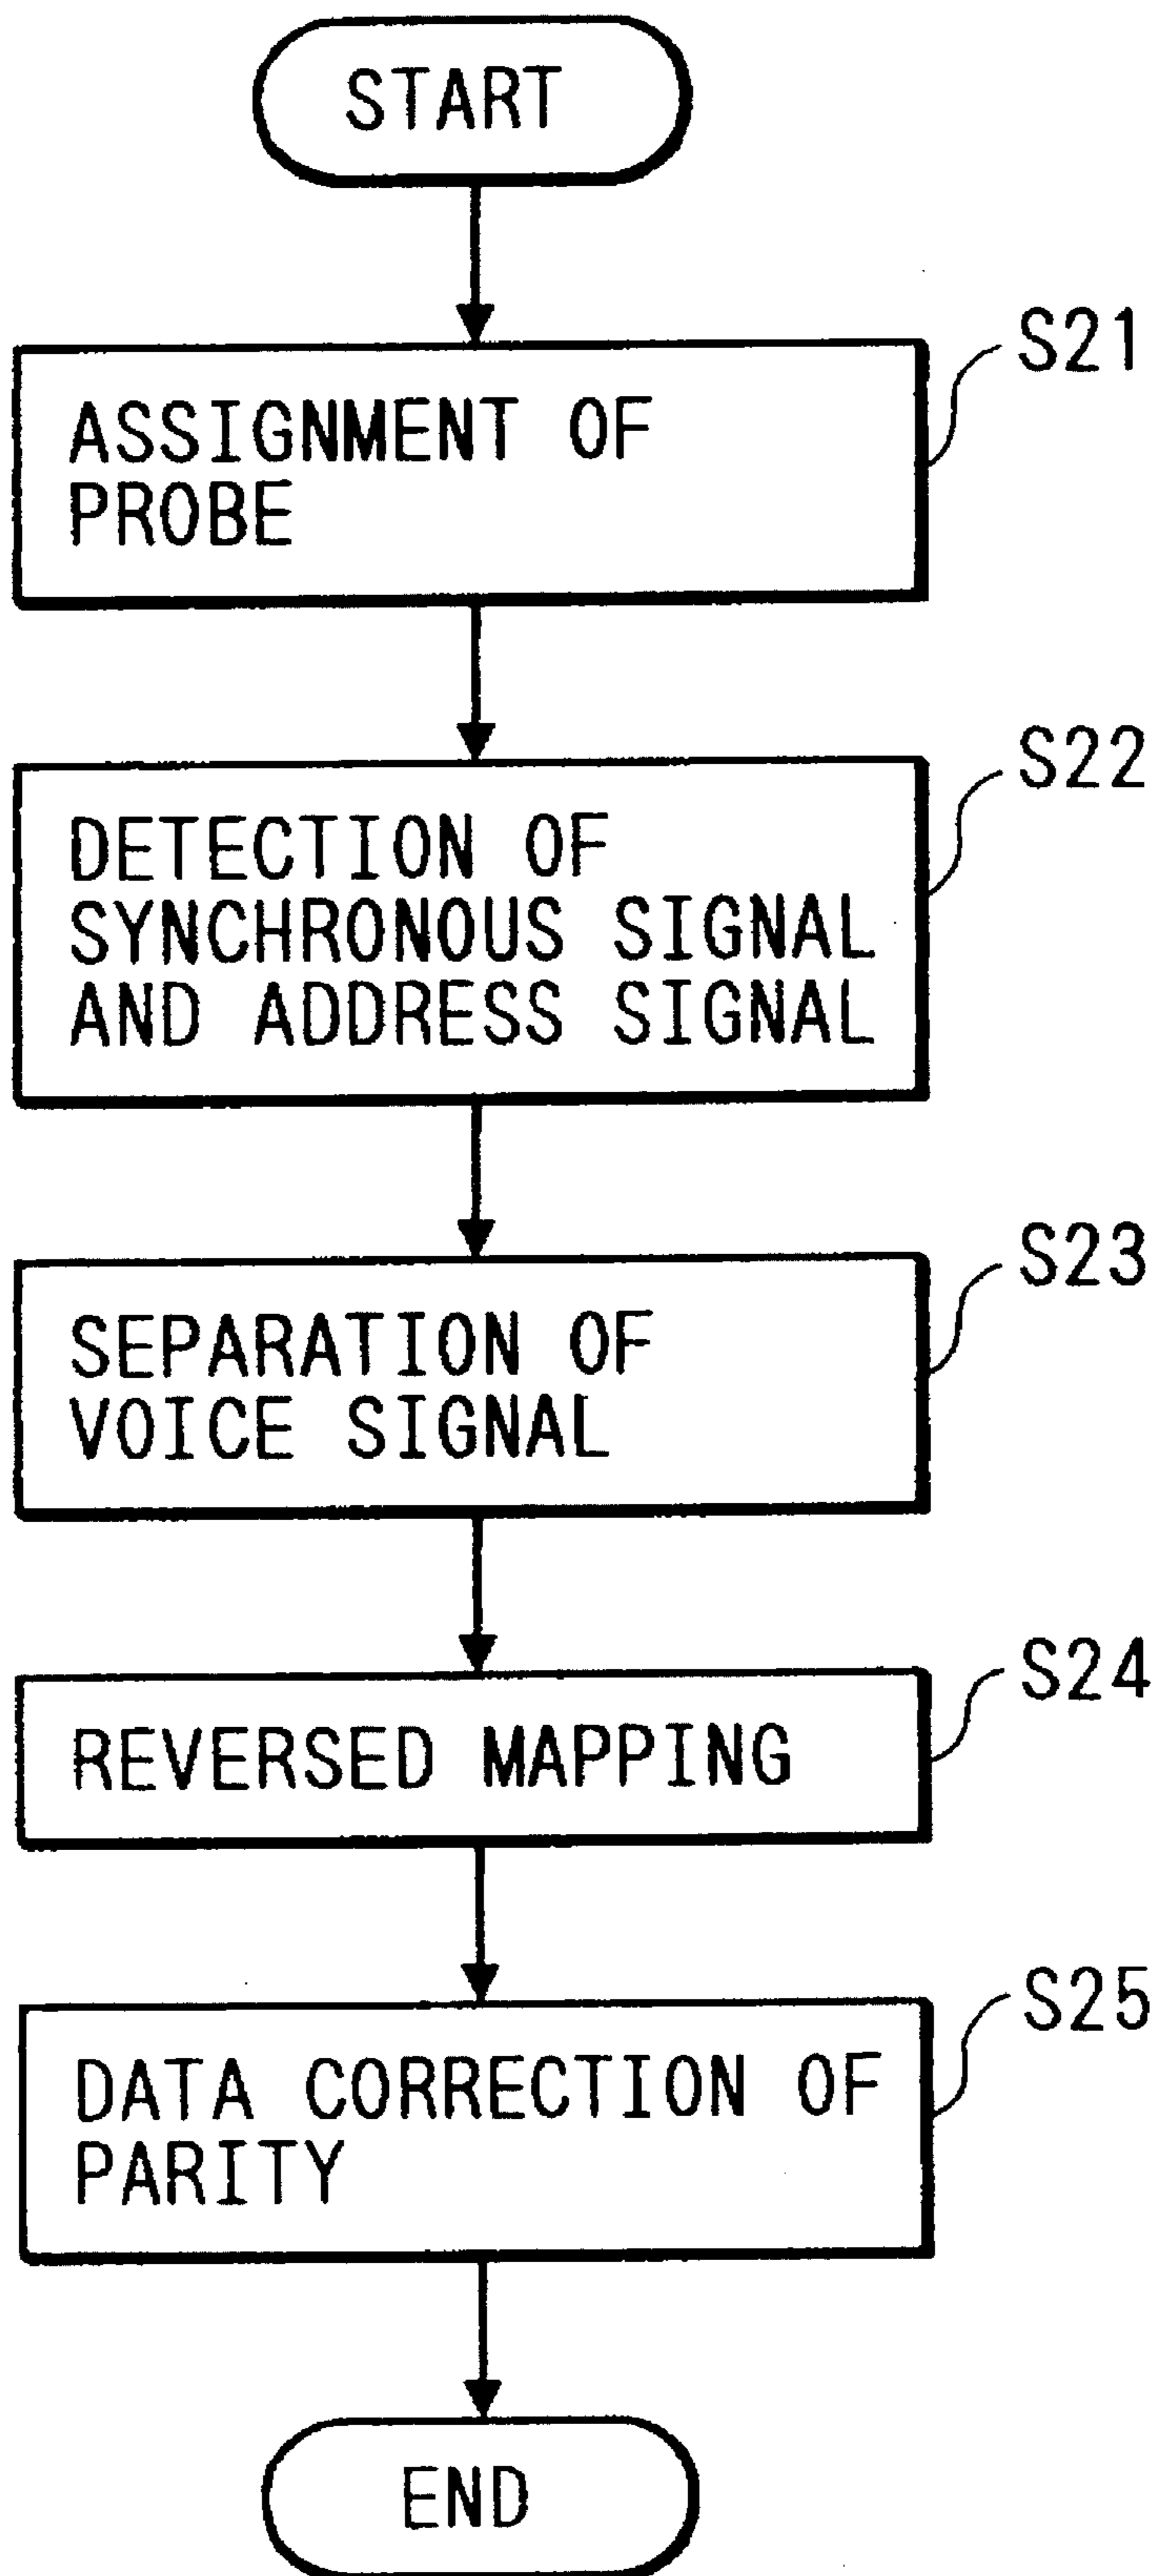 START
S21
ASSIGNMENT OF
PROBE
S22
DETECTION OF
SYNCHRONOUS SIGNAL
AND ADDRESS SIGNAL
S23
SEPARATION OF
VOICE SIGNAL
S24
REVERSED MAPPING
S25
DATA CORRECTION OF
PARITY
END